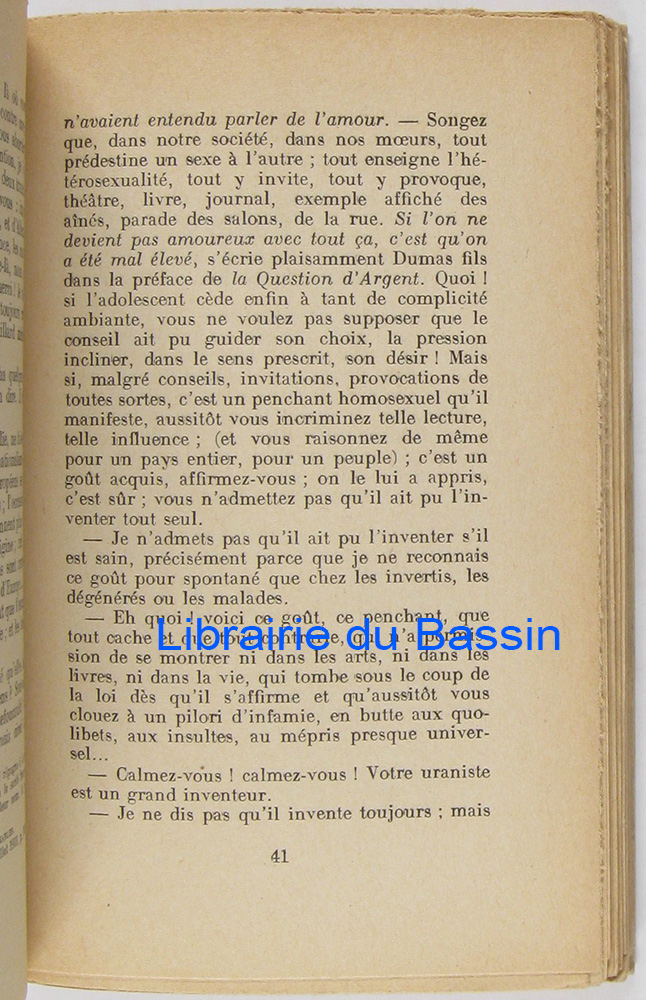 n'avaient entendu parler de l'amour. — Songez
que, dans notre société, dans nos mœurs, tout
prédestine un sexe à l'autre ; tout enseigne l'hé-
térosexualité, tout y invite, tout y provoque,
théâtre, livre, journal, exemple affiché des
aînés, parade des salons, de la rue. Si l'on ne
devient pas amoureux avec tout ça, c'est qu'on
a été mal élevé, s'écrie plaisamment Dumas fils
dans la préface de la Question d'Argent. Quoi !
si l'adolescent cède enfin à tant de complicité
ambiante, vous ne voulez pas supposer que le
conseil ait pu guider son choix, la pression
incliner, dans le sens prescrit, son désir ! Mais
si, malgré conseils, invitations, provocations de
toutes sortes, c'est un penchant homosexuel qu'il
manifeste, aussitôt vous incriminez telle lecture,
telle influence ; (et vous raisonnez de même
pour un pays entier, pour un peuple) ; c'est un
goût acquis, affirmez-vous ; on le lui a appris,
c'est sûr ; vous n'admettez pas qu'il ait pu l'in-
venter tout seul.
— Je n'admets pas qu'il ait pu l'inventer s'il
est sain, précisément parce que je ne reconnais
ce goût pour spontané que chez les invertis, les
dégénérés ou les malades.
— Eh quoi ! voici ce goût, ce penchant, que
tout cache et que tout contrarie, qui n'a permis-
sion de se montrer ni dans les arts, ni dans les
livres, ni dans la vie, qui tombe sous le coup de
la loi dès qu'il s'affirme et qu'aussitôt vous
clouez à un pilori d'infamie, en butte aux quo-
libets, aux insultes, au mépris presque univer-
sel...
— Calmez-vous ! calmez-vous ! Votre uraniste
est un grand inventeur.
— Je ne dis pas qu'il invente toujours ; mais
41
Librairie du Bassin